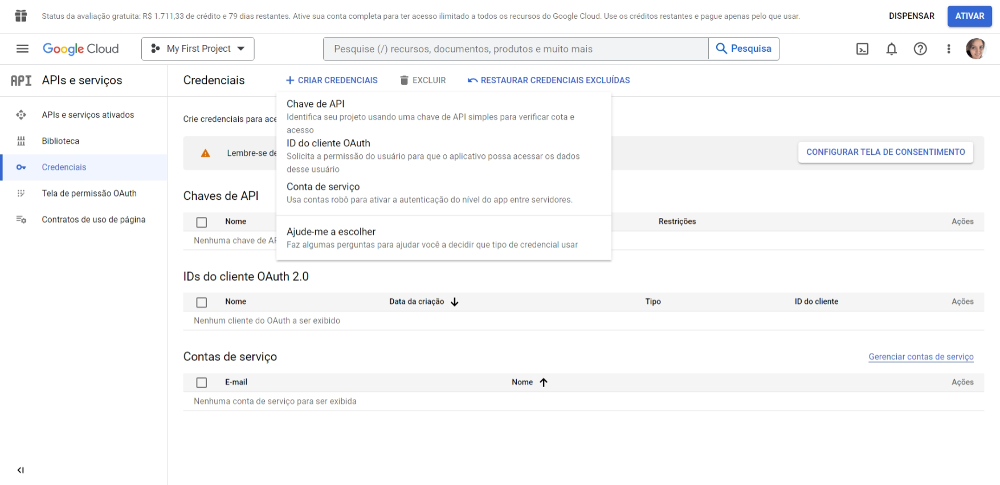 Status da avaliação gratuita: R$ 1.711,33 de crédito e 79 dias restantes. Ative sua conta completa para ter acesso ilimitado a todos os recursos do Google Cloud. Use os créditos restantes e pague apenas pelo que usar.
DISPENSAR
ATIVAR
Google Cloud
My First Project
Pesquise (/) recursos, documentos, produtos e muito mais
Pesquisa
API APIs e serviços
Credenciais
CRIAR CREDENCIAIS
EXCLUIR
RESTAURAR CREDENCIAIS EXCLUÍDAS
APIs e serviços ativados
Biblioteca
Credenciais
Tela de permissão OAuth
Contratos de uso de página
Chave de API
Identifica seu projeto usando uma chave de API simples para verificar cota e
acesso
ID do cliente OAuth
Solicita a permissão do usuário para que o aplicativo possa acessar os dados
desse usuário
Conta de serviço
Usa contas robô para ativar a autenticação do nível do app entre servidores.
Ajude-me a escolher
Faz algumas perguntas para ajudar você a decidir que tipo de credencial usar
Crie credenciais para ace
Lembre-se de
CONFIGURAR TELA DE CONSENTIMENTO
Chaves de API
Nome
Restrições
Ações
Nenhuma chave de AP
IDs do cliente OAuth 2.0
Nome
Data da criação
Tipo
ID do cliente
Ações
Nenhum cliente do OAuth a ser exibido
Contas de serviço
Gerenciar contas de serviço
E-mail
Nome
Ações
Nenhuma conta de serviço para ser exibida